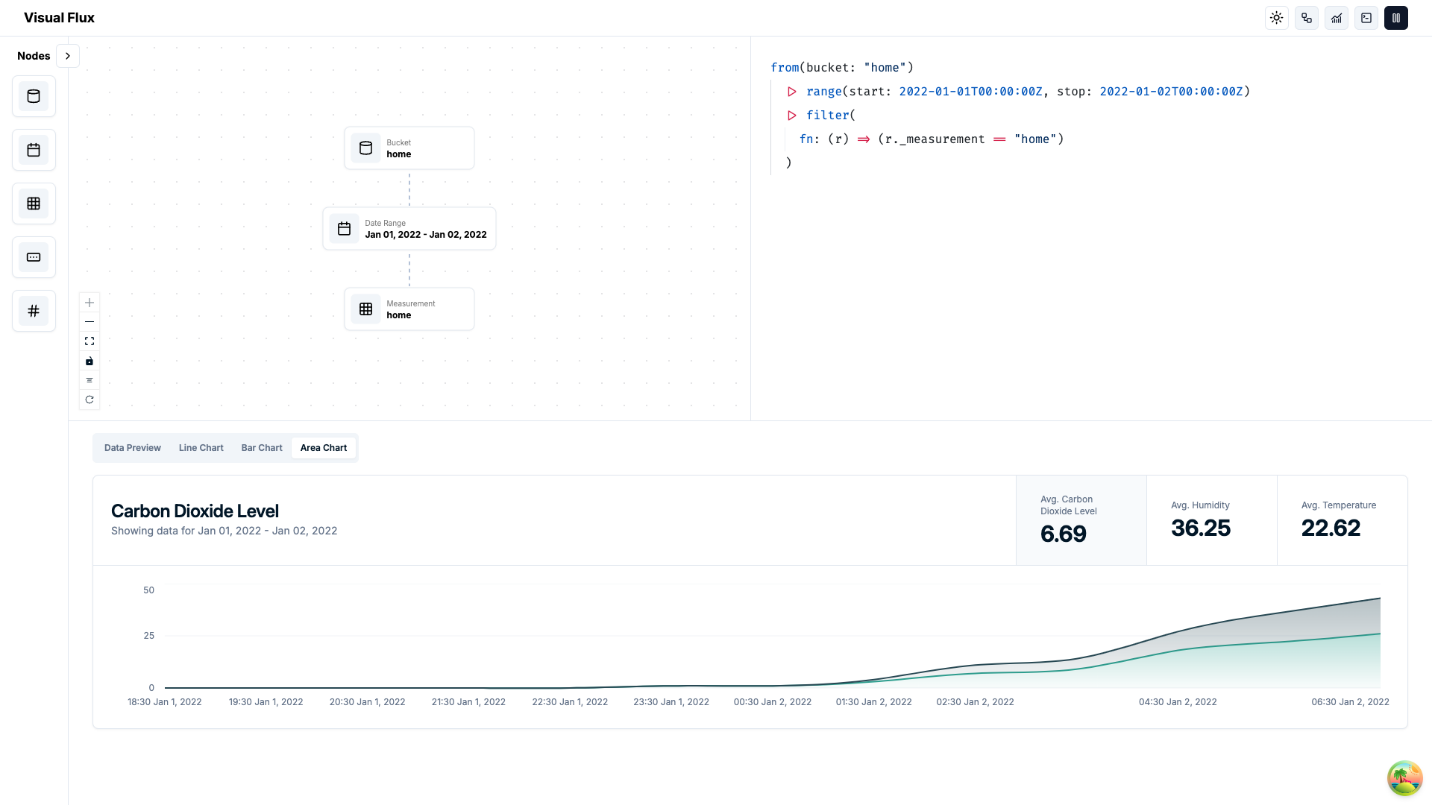 Visual Flux
Nodes
Bucket
home
Date Range
Jan 01, 2022 - Jan 02, 2022
Measurement
home
from(bucket: "home")
▷ range(start: 2022-01-01T00:00:00Z, stop: 2022-01-02T00:00:00Z)
▷ filter(
fn: (r) => (r._measurement == "home")
)
Data Preview Line Chart Bar Chart Area Chart
Carbon Dioxide Level
Showing data for Jan 01, 2022 - Jan 02, 2022
Avg. Carbon
Dioxide Level
6.69
Avg. Humidity
36.25
Avg. Temperature
22.62
50
25
0
18:30 Jan 1, 2022 19:30 Jan 1, 2022 20:30 Jan 1, 2022 21:30 Jan 1, 2022 22:30 Jan 1, 2022 23:30 Jan 1, 2022 00:30 Jan 2, 2022 01:30 Jan 2, 2022 02:30 Jan 2, 2022 04:30 Jan 2, 2022 06:30 Jan 2, 2022